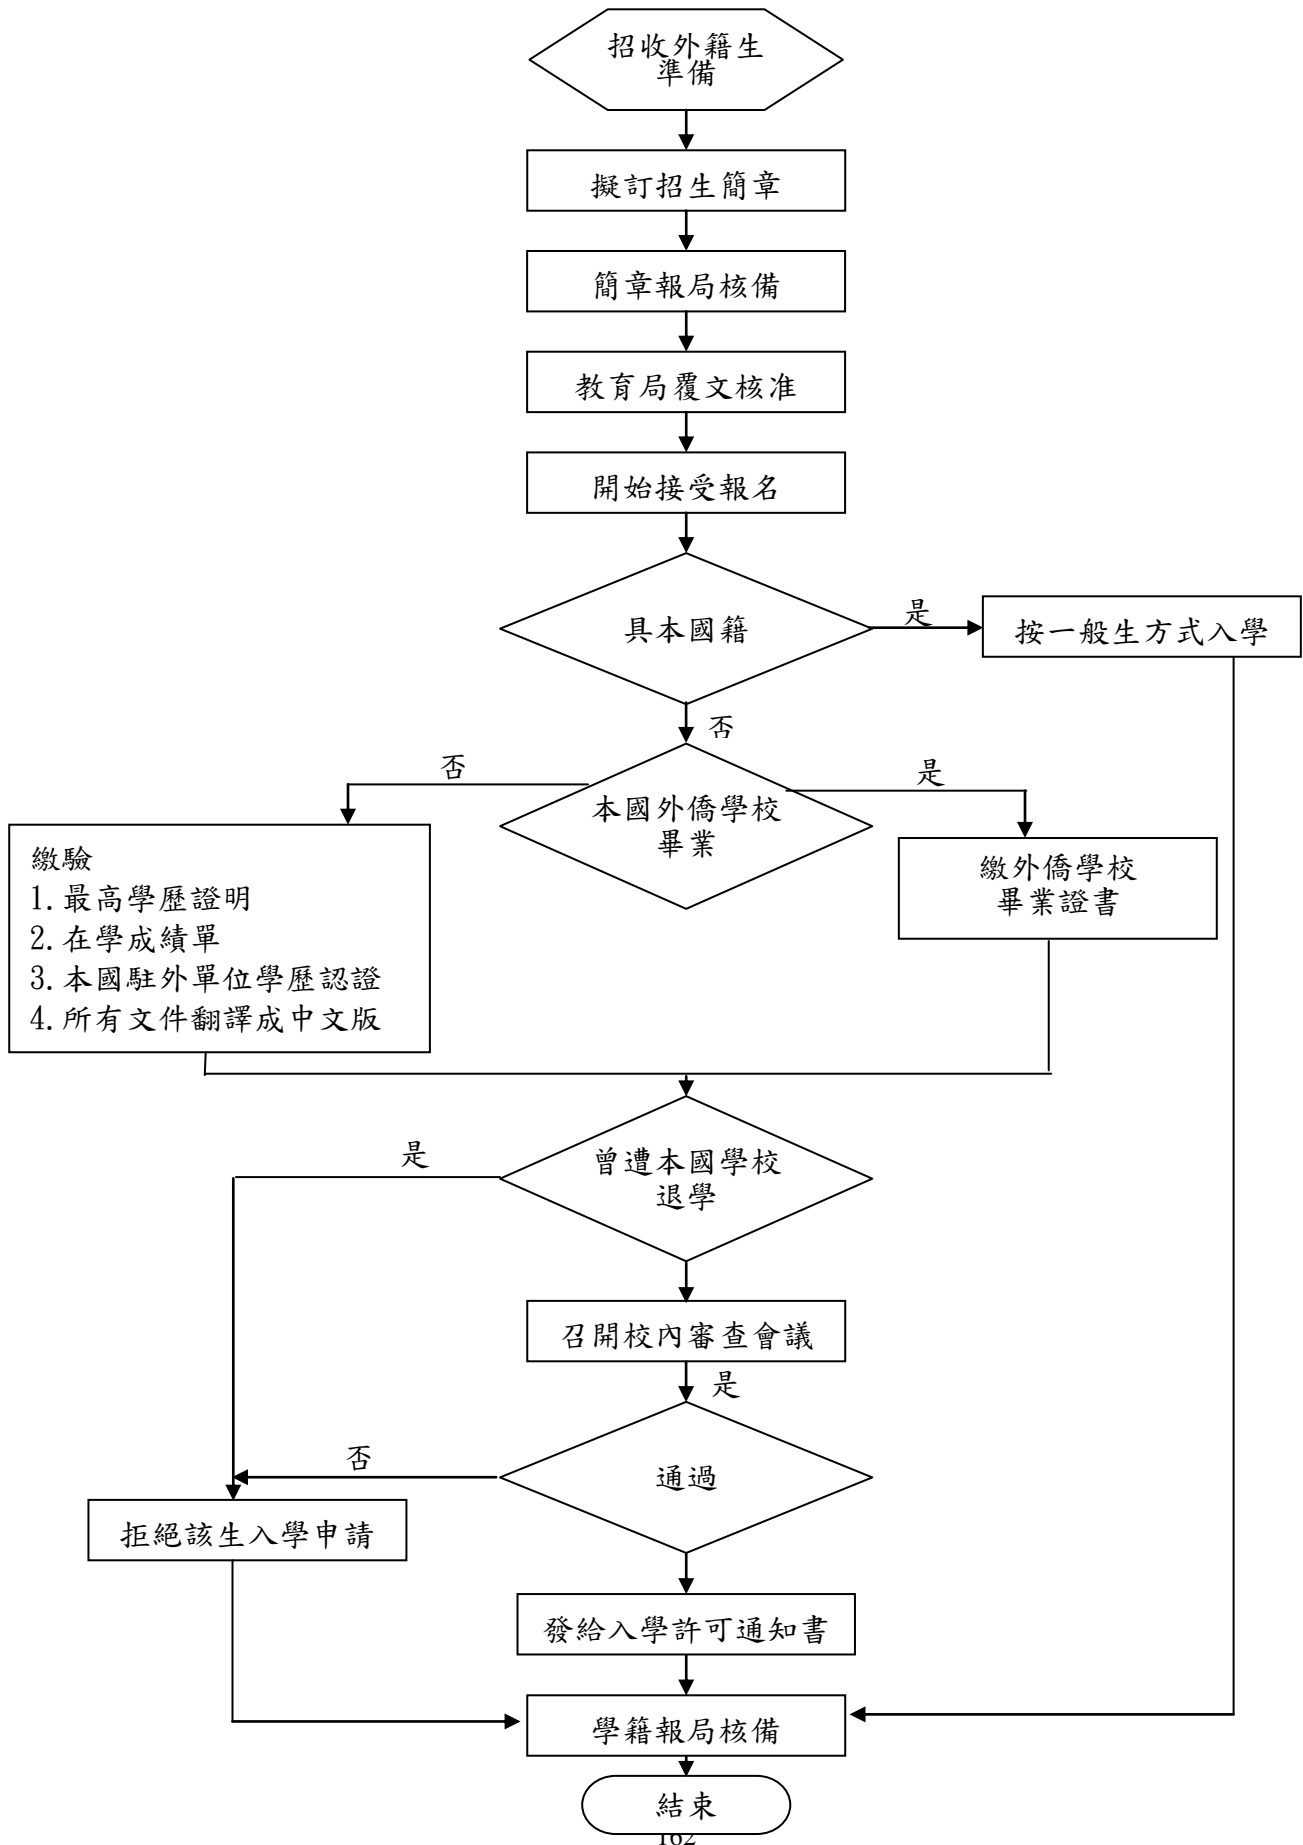 招收外籍生
準備
擬訂招生簡章
簡章報局核備
教育局覆文核准
開始接受報名
具本國籍
是
按一般生方式入學
否
否
是
本國外僑學校
畢業
繳驗
1.最高學歷證明
2.在學成績單
3.本國駐外單位學歷認證
4.所有文件翻譯成中文版
繳外僑學校
畢業證書
是
曾遭本國學校
退學
召開校內審查會議
是
否
通過
拒絕該生入學申請
發給入學許可通知書
學籍報局核備
結束
162